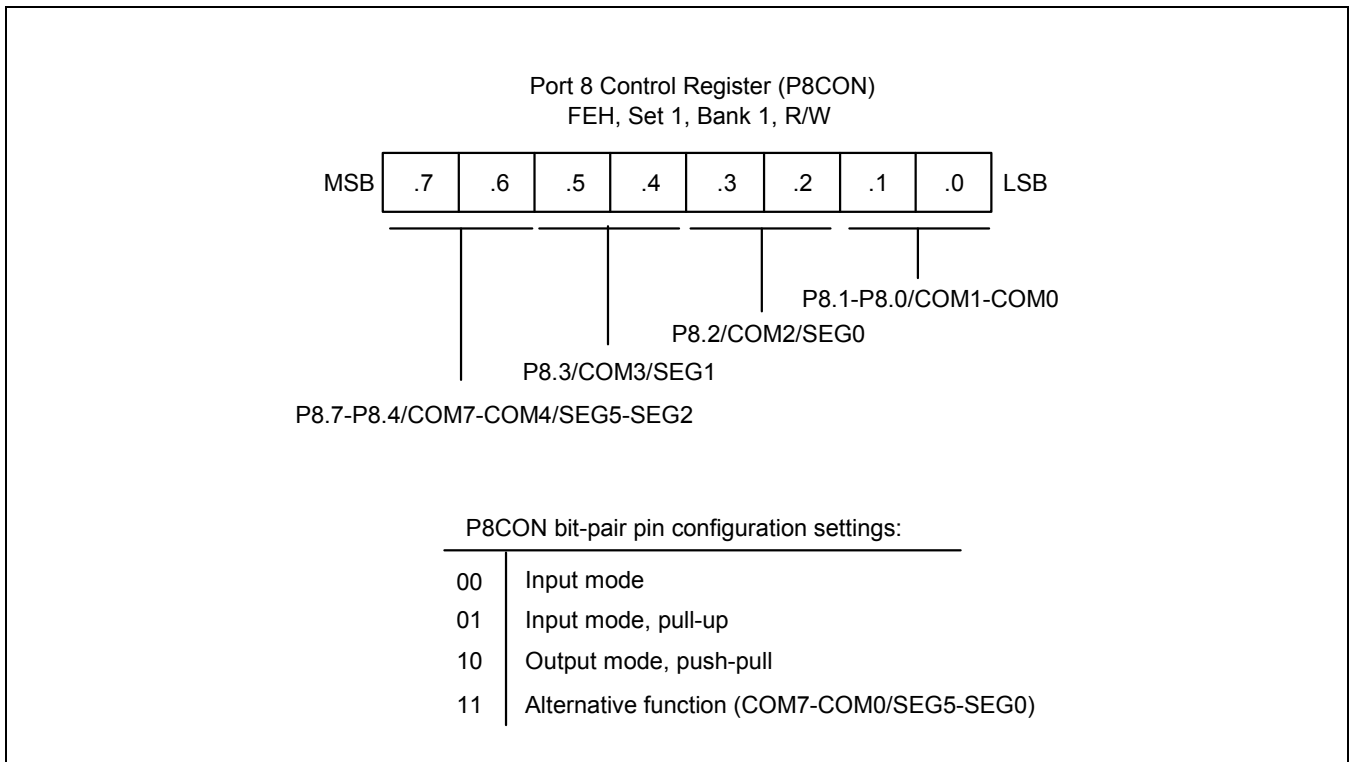 Port 8 Control Register (P8CON)
FEH, Set 1, Bank 1, R/W
MSB .7 .6 .5 .4 .3 .2 .1 .0 LSB
P8.1-P8.0/COM1-COM0
P8.2/COM2/SEG0
P8.3/COM3/SEG1
P8.7-P8.4/COM7-COM4/SEG5-SEG2
P8CON bit-pair pin configuration settings:
00 Input mode
01 Input mode, pull-up
10 Output mode, push-pull
11 Alternative function (COM7-COM0/SEG5-SEG0)